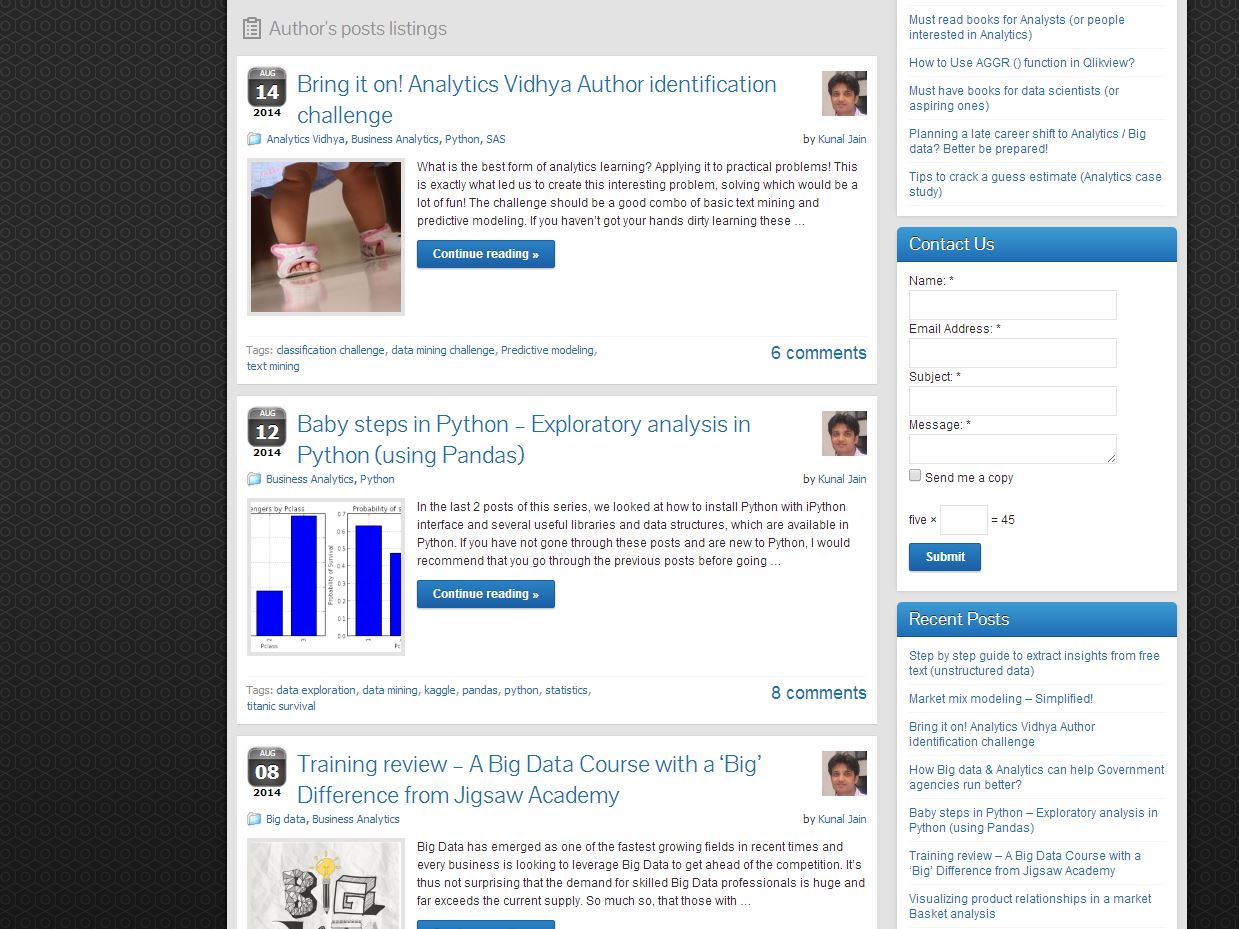 Author's posts listings
AUG
14
2014
Bring it on! Analytics Vidhya Author identification
challenge
Analytics Vidhya, Business Analytics, Python, SAS
by Kunal Jain
What is the best form of analytics learning? Applying it to practical problems! This
is exactly what led us to create this interesting problem, solving which would be a
lot of fun! The challenge should be a good combo of basic text mining and
predictive modeling. If you haven't got your hands dirty learning these ...
Continue reading »
Tags: classification challenge, data mining challenge, Predictive modeling,
text mining
6 comments
AUG
12
2014
Baby steps in Python – Exploratory analysis in
Python (using Pandas)
Business Analytics, Python
by Kunal Jain
engers by Pclass
Probability of s
Probability of Survival
0.7
0.6
0.5
0.4
0.3
0.2
0.1
0.0
2
3
1
Pclass
Pc
In the last 2 posts of this series, we looked at how to install Python with iPython
interface and several useful libraries and data structures, which are available in
Python. If you have not gone through these posts and are new to Python, I would
recommend that you go through the previous posts before going ...
Continue reading »
Tags: data exploration, data mining, kaggle, pandas, python, statistics,
titanic survival
8 comments
AUG
08
2014
Training review – A Big Data Course with a ‘Big’
Difference from Jigsaw Academy
Big data, Business Analytics
by Kunal Jain
BIG
Big Data has emerged as one of the fastest growing fields in recent times and
every business is looking to leverage Big Data to get ahead of the competition. It's
thus not surprising that the demand for skilled Big Data professionals is huge and
far exceeds the current supply. So much so, that those with ...
Must read books for Analysts (or people
interested in Analytics)
How to Use AGGR () function in Qlikview?
Must have books for data scientists (or
aspiring ones)
Planning a late career shift to Analytics / Big
data? Better be prepared!
Tips to crack a guess estimate (Analytics case
study)
Contact Us
Name: *
Email Address: *
Subject: *
Message: *
Send me a copy
five × = 45
Submit
Recent Posts
Step by step guide to extract insights from free
text (unstructured data)
Market mix modeling – Simplified!
Bring it on! Analytics Vidhya Author
identification challenge
How Big data & Analytics can help Government
agencies run better?
Baby steps in Python – Exploratory analysis in
Python (using Pandas)
Training review – A Big Data Course with a
‘Big’ Difference from Jigsaw Academy
Visualizing product relationships in a market
Basket analysis